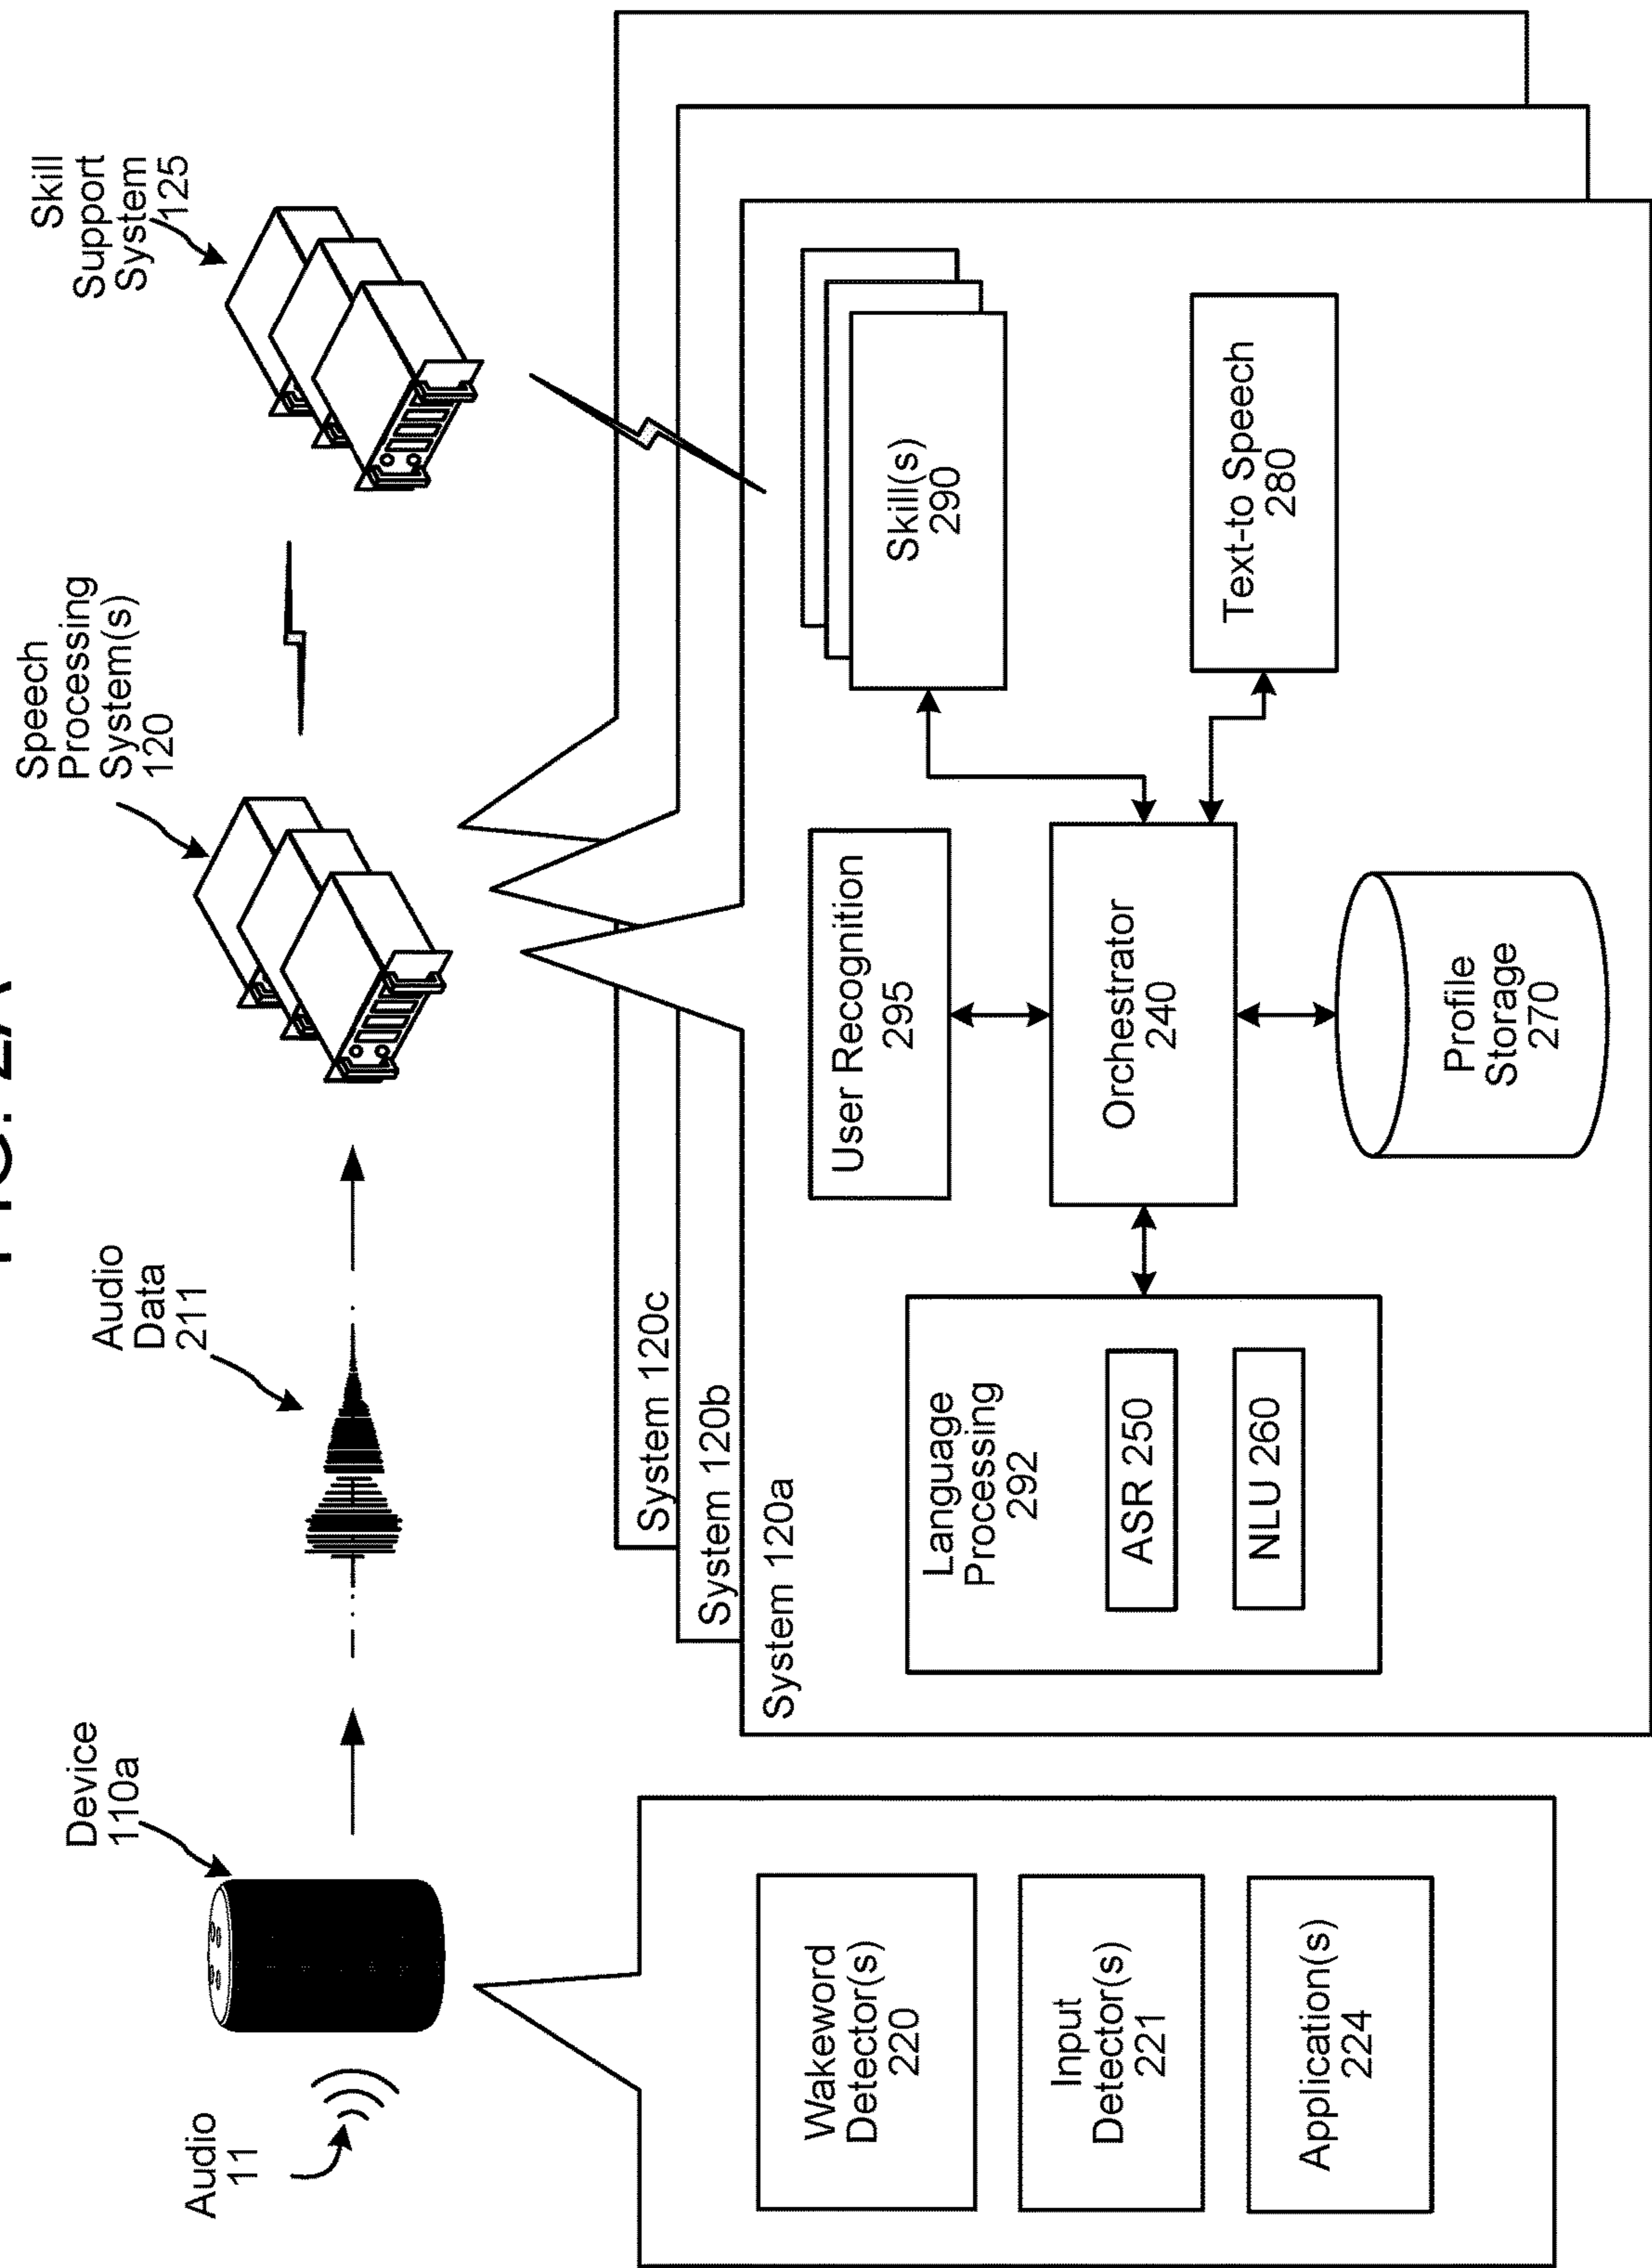 FIG. 2A
Audio
11
Device
110a
Audio
Data
211
Speech
Processing
System(s)
120
Skill
Support
System
125
Wakeword
Detector(s)
220
Input
Detector(s)
221
Application(s)
224
System 120c
System 120b
System 120a
Language
Processing
292
ASR 250
NLU 260
User Recognition
295
Orchestrator
240
Profile
Storage
270
Skill(s)
290
Text-to Speech
280